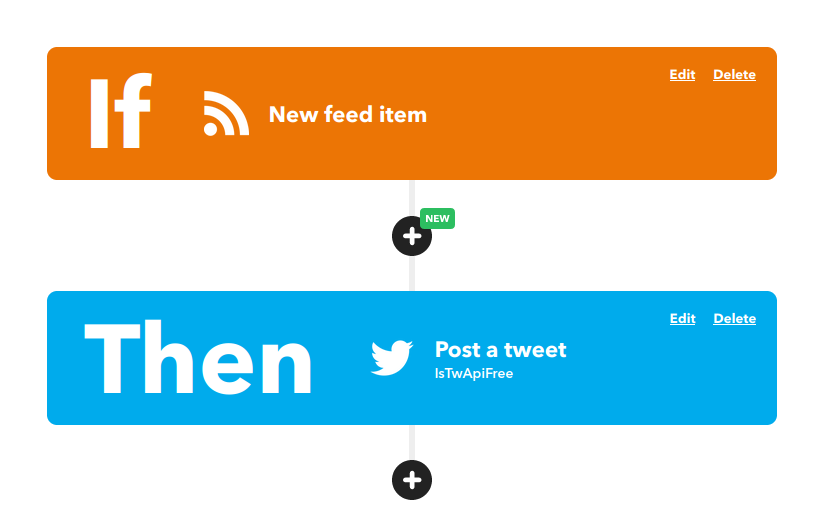 If
New feed item
Edit Delete
NEW
Then
Post a tweet
IsTwApiFree
Edit Delete